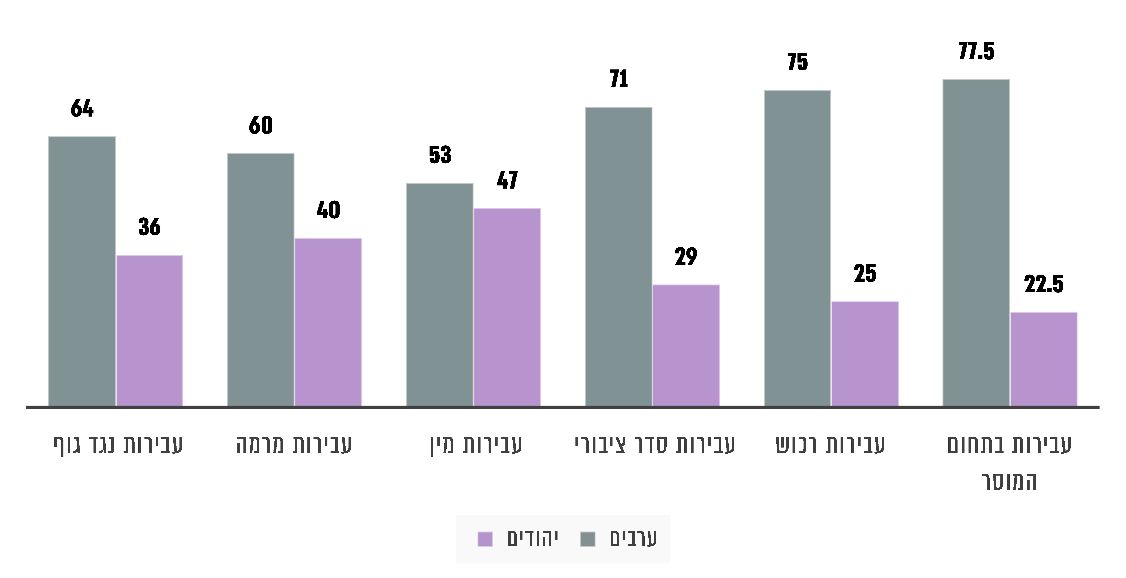 64
36
60
40
53
47
71
29
75
25
77.5
22.5
עבירות נגד גוף
עבירות מרמה
עבירות מין
עבירות סדר ציבורי
עבירות רכוש
עבירות בתחום
המוסר
ערבים
יהודים